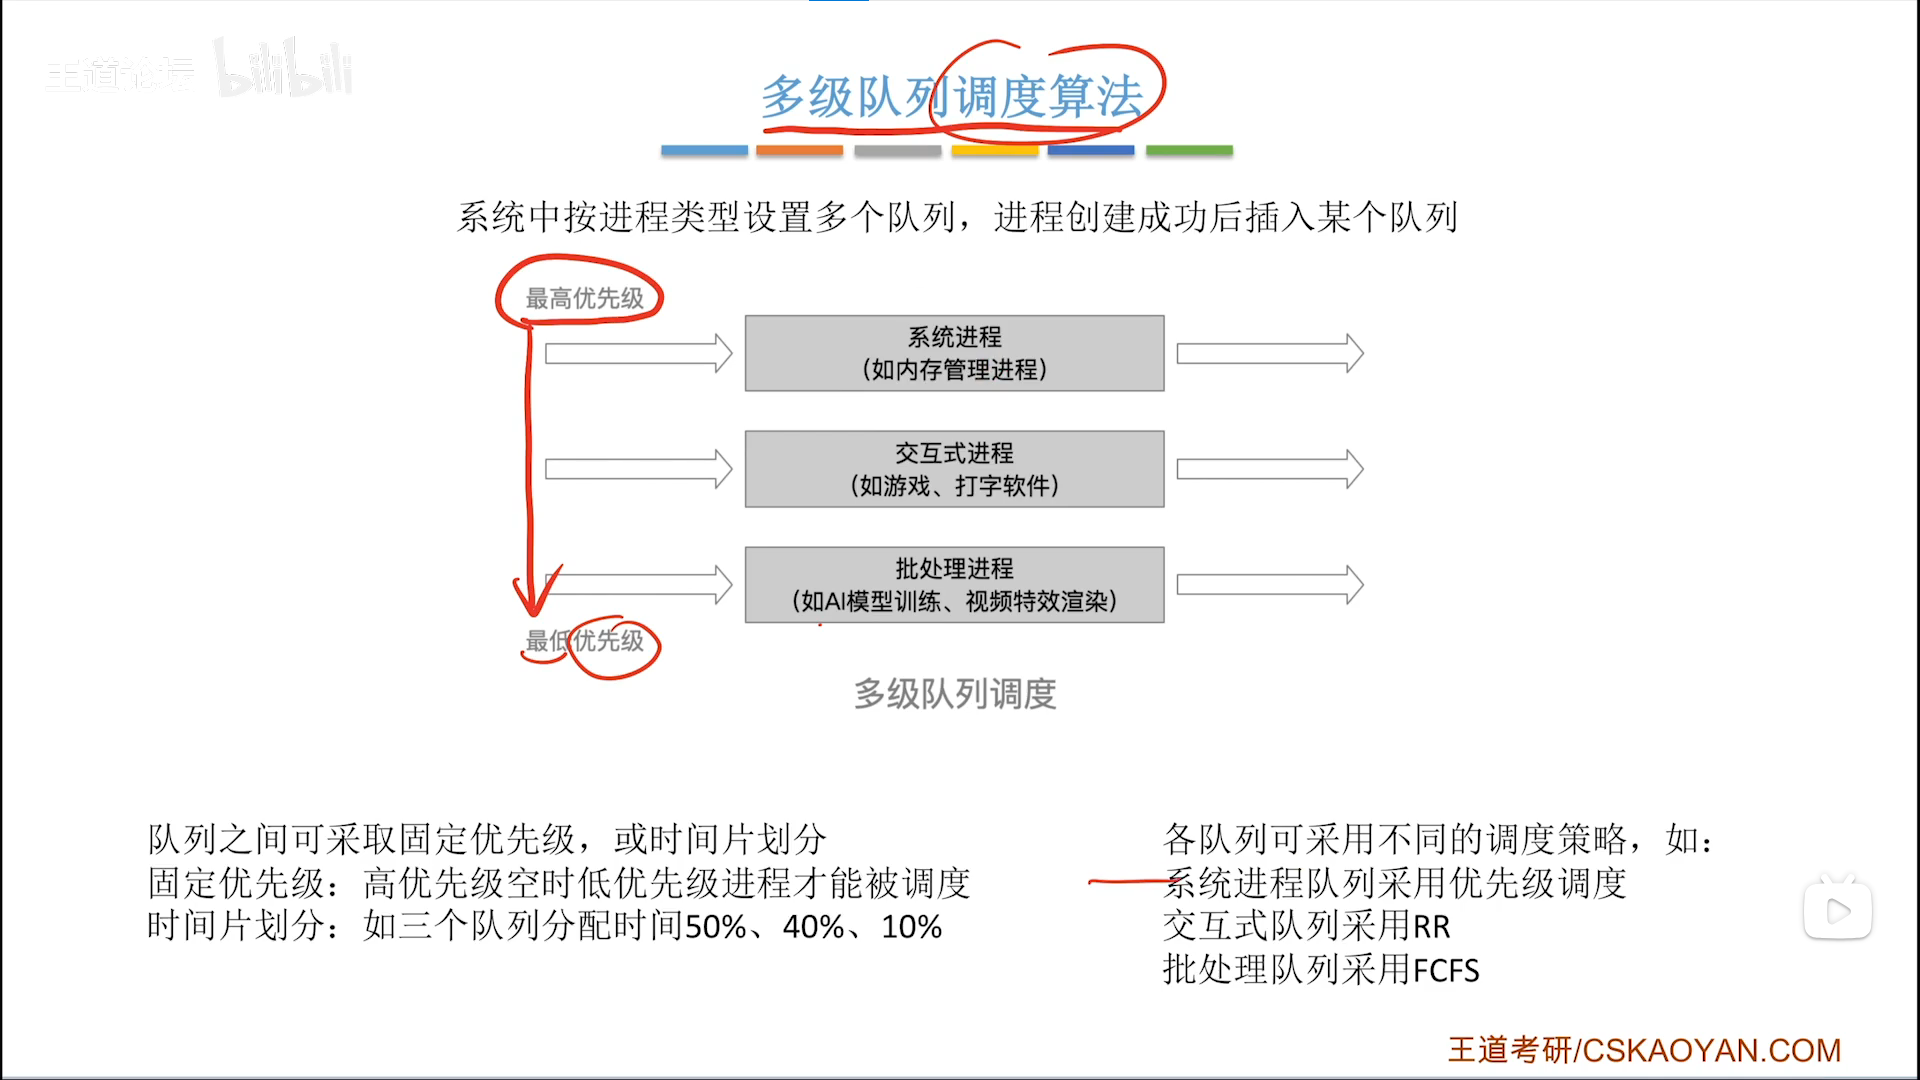 王道论坛 bilibili
多级队列调度算法
系统中按进程类型设置多个队列，进程创建成功后插入某个队列
最高优先级
系统进程
（如内存管理进程）
交互式进程
（如游戏、打字软件）
批处理进程
（如AI模型训练、视频特效渲染）
最低优先级
多级队列调度
队列之间可采取固定优先级，或时间片划分
固定优先级：高优先级空时低优先级进程才能被调度
时间片划分：如三个队列分配时间50%、40%、10%
各队列可采用不同的调度策略，如：
系统进程队列采用优先级调度
交互式队列采用RR
批处理队列采用FCFS
王道考研/CSKAOYAN.COM